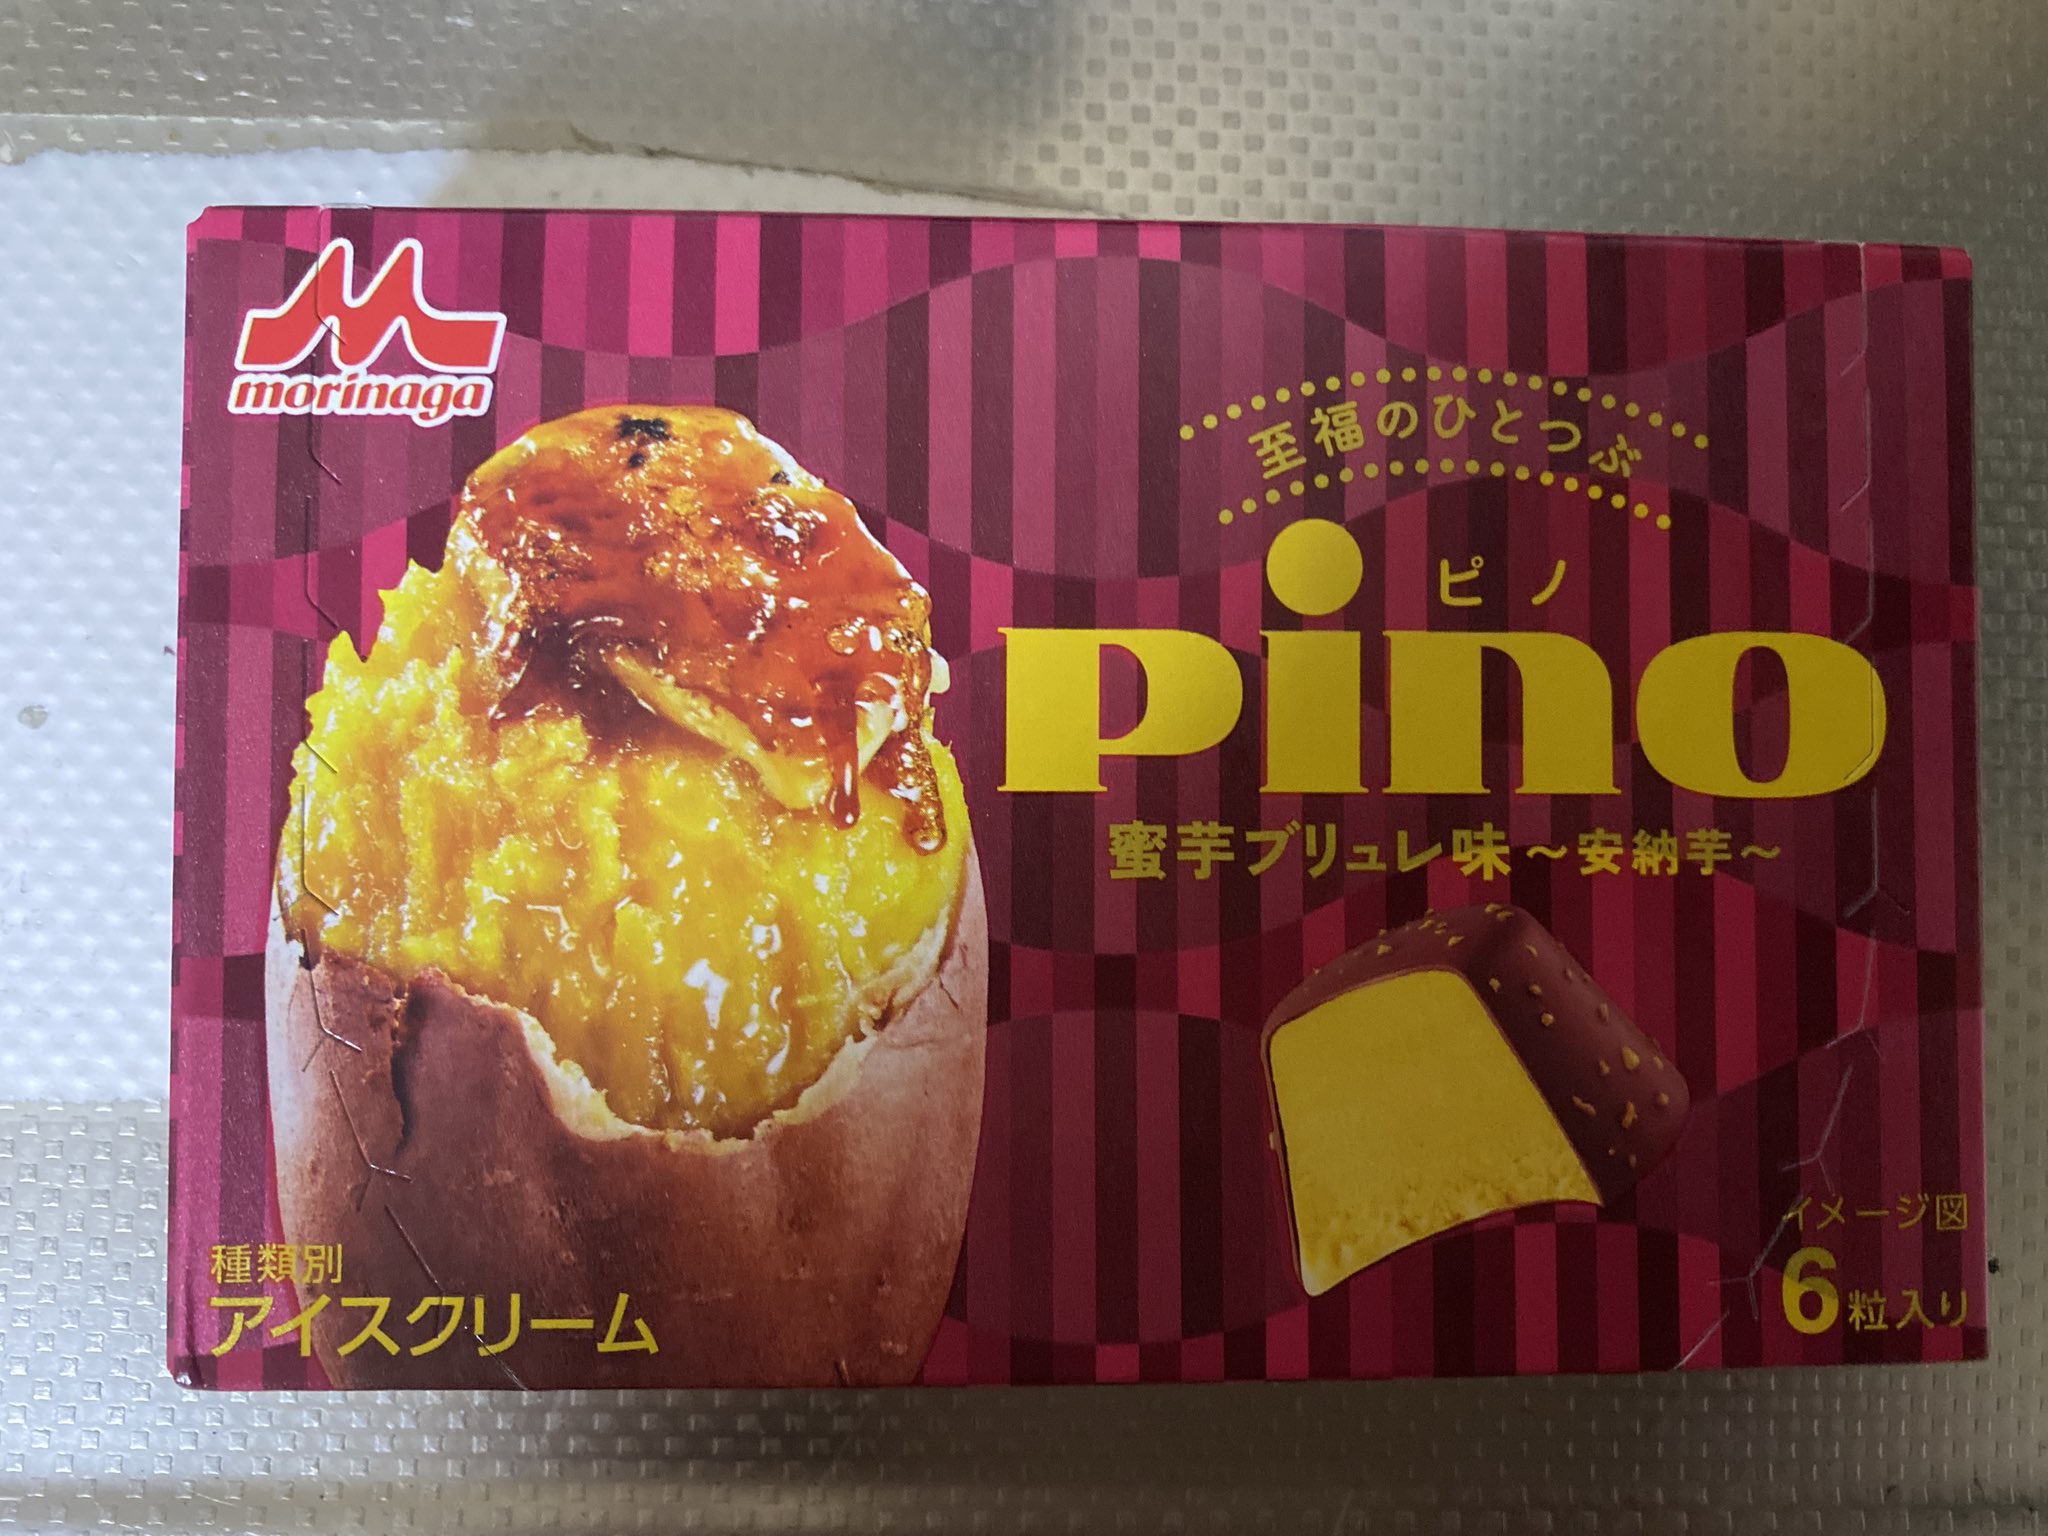 morinaga
至福のひとつぶ
ピノ
pino
蜜芋ブリュレ味～安納芋～
イメージ図
6粒入り
種類別
アイスクリーム